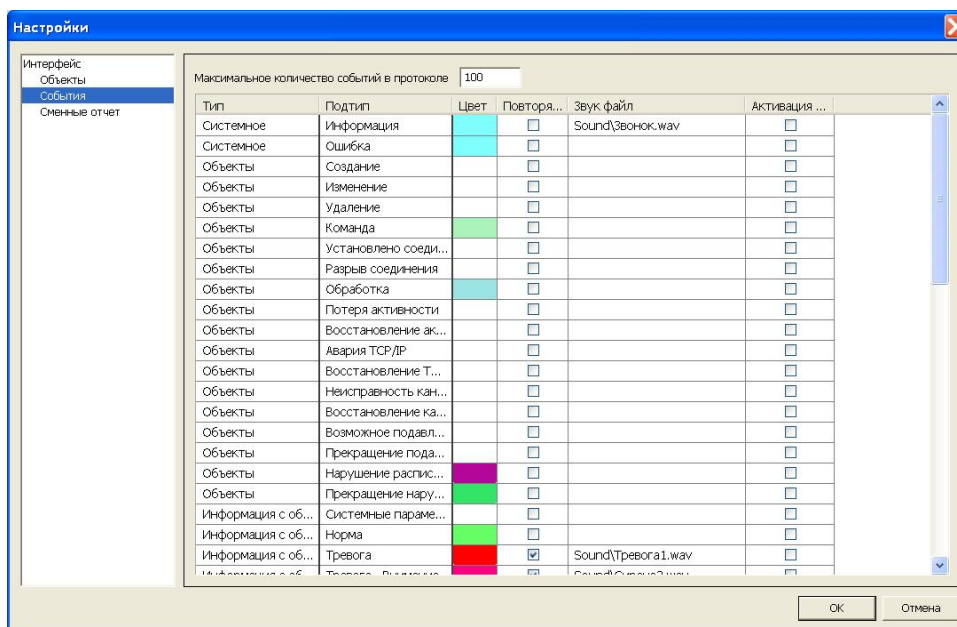 Настройки
Интерфейс
Объекты
События
Сменные отчет
Максимальное количество событий в протоколе 100
Тип Подтип Цвет Повторя... Звук файл Активация ...
Системное Информация Sound\Звонок.wav
Системное Ошибка
Объекты Создание
Объекты Изменение
Объекты Удаление
Объекты Команда
Объекты Установлено соеди...
Объекты Разрыв соединения
Объекты Обработка
Объекты Потеря активности
Объекты Восстановление ак...
Объекты Авария TCP/IP
Объекты Восстановление Т...
Объекты Неисправность кан...
Объекты Восстановление ка...
Объекты Возможное подавл...
Объекты Прекращение пода...
Объекты Нарушение распис...
Объекты Прекращение нару...
Информация с об... Системные параме...
Информация с об... Норма
Информация с об... Тревога Sound\Тревога1.wav
OK Отмена